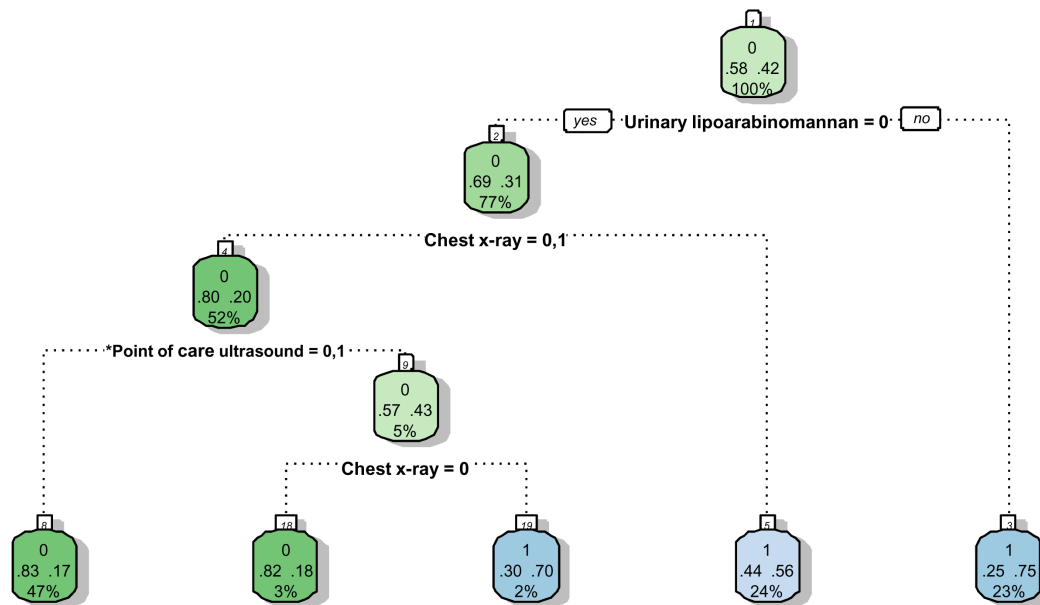 1
0
.58 .42
100%
yes Urinary lipoarabinomannan = 0 no
2
0
.69 .31
77%
Chest x-ray = 0,1
4
0
.80 .20
52%
*Point of care ultrasound = 0,1
9
0
.57 .43
5%
Chest x-ray = 0
8 18 19 5 3
0 0 1 1 1
.83 .17 .82 .18 .30 .70 .44 .56 .25 .75
47% 3% 2% 24% 23%